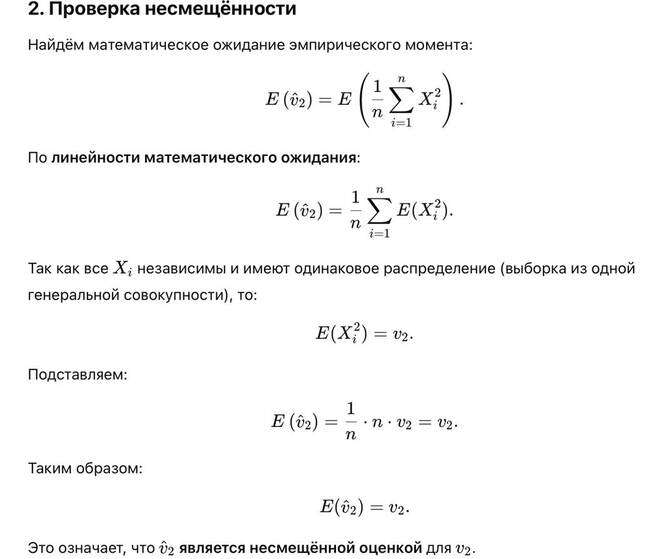 2. Проверка несмещённости
Найдём математическое ожидание эмпирического момента:
E (v̂₂) = E (1/n ∑ᵢ₌₁ⁿ Xᵢ²) .
По линейности математического ожидания:
E (v̂₂) = 1/n ∑ᵢ₌₁ⁿ E(Xᵢ²).
Так как все Xᵢ независимы и имеют одинаковое распределение (выборка из одной
генеральной совокупности), то:
E(Xᵢ²) = v₂.
Подставляем:
E (v̂₂) = 1/n · n · v₂ = v₂.
Таким образом:
E(v̂₂) = v₂.
Это означает, что v̂₂ является несмещённой оценкой для v₂.